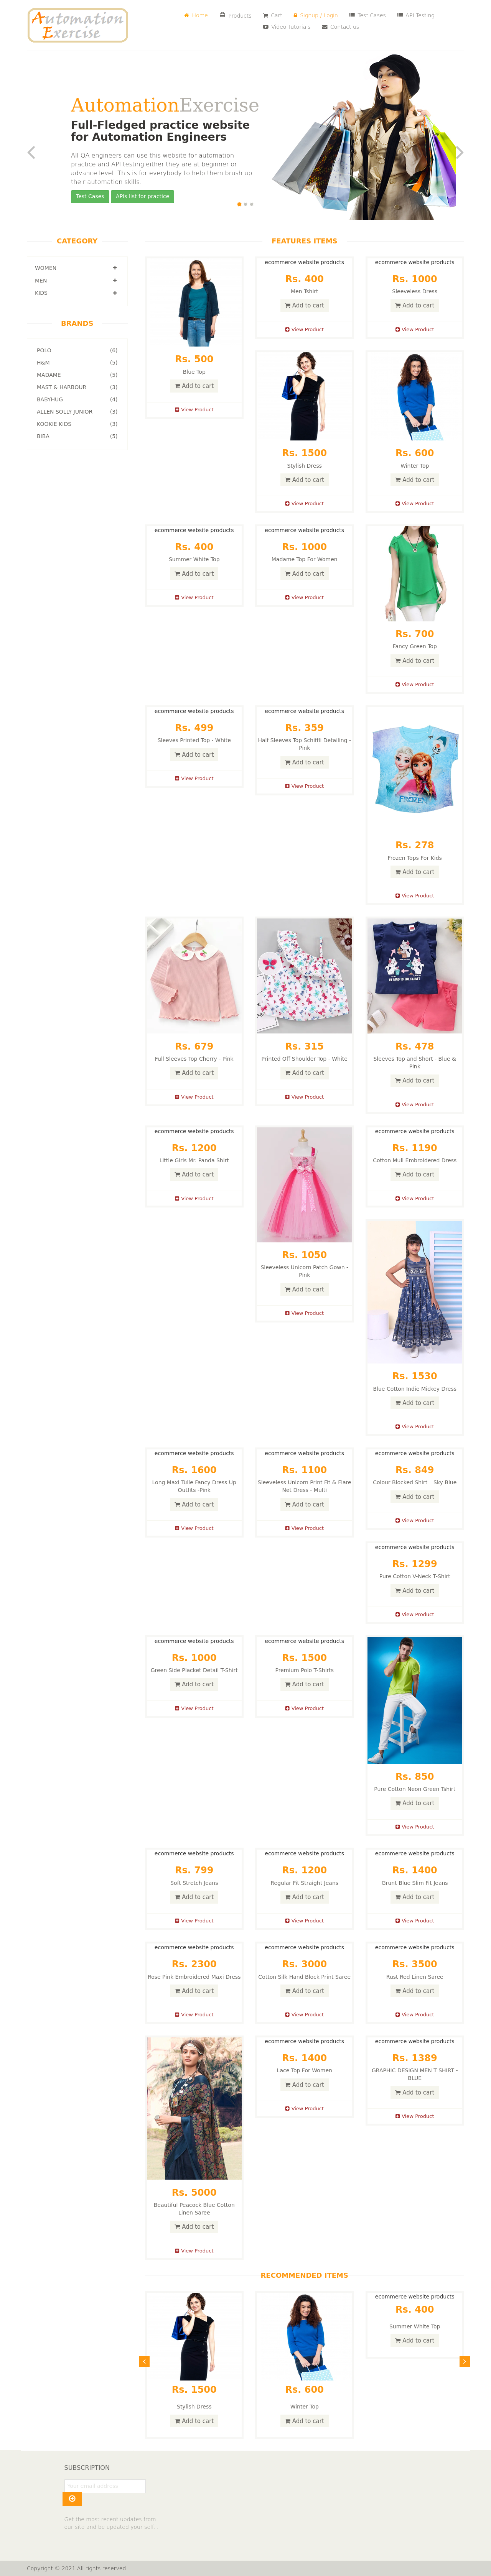 Automation
Exercise
Home
Products
Cart
Signup / Login
Test Cases
API Testing
Video Tutorials
Contact us
AutomationExercise
Full-Fledged practice website
for Automation Engineers
All QA engineers can use this website for automation
practice and API testing either they are at beginner or
advance level. This is for everybody to help them brush up
their automation skills.
Test Cases
APIs list for practice
CATEGORY
WOMEN
MEN
KIDS
BRANDS
POLO (6)
H&M (5)
MADAME (5)
MAST & HARBOUR (3)
BABYHUG (4)
ALLEN SOLLY JUNIOR (3)
KOOKIE KIDS (3)
BIBA (5)
FEATURES ITEMS
Rs. 500
Blue Top
Add to cart
View Product
ecommerce website products
Rs. 400
Men Tshirt
Add to cart
View Product
ecommerce website products
Rs. 1000
Sleeveless Dress
Add to cart
View Product
Rs. 1500
Stylish Dress
Add to cart
View Product
Rs. 600
Winter Top
Add to cart
View Product
ecommerce website products
Rs. 400
Summer White Top
Add to cart
View Product
ecommerce website products
Rs. 1000
Madame Top For Women
Add to cart
View Product
Rs. 700
Fancy Green Top
Add to cart
View Product
ecommerce website products
Rs. 499
Sleeves Printed Top - White
Add to cart
View Product
ecommerce website products
Rs. 359
Half Sleeves Top Schiffli Detailing -
Pink
Add to cart
View Product
FROZEN
Rs. 278
Frozen Tops For Kids
Add to cart
View Product
Rs. 679
Full Sleeves Top Cherry - Pink
Add to cart
View Product
Rs. 315
Printed Off Shoulder Top - White
Add to cart
View Product
Rs. 478
Sleeves Top and Short - Blue &
Pink
Add to cart
View Product
ecommerce website products
Rs. 1200
Little Girls Mr. Panda Shirt
Add to cart
View Product
Rs. 1050
Sleeveless Unicorn Patch Gown -
Pink
Add to cart
View Product
ecommerce website products
Rs. 1190
Cotton Mull Embroidered Dress
Add to cart
View Product
Rs. 1530
Blue Cotton Indie Mickey Dress
Add to cart
View Product
ecommerce website products
Rs. 1600
Long Maxi Tulle Fancy Dress Up
Outfits -Pink
Add to cart
View Product
ecommerce website products
Rs. 1100
Sleeveless Unicorn Print Fit & Flare
Net Dress - Multi
Add to cart
View Product
ecommerce website products
Rs. 849
Colour Blocked Shirt – Sky Blue
Add to cart
View Product
ecommerce website products
Rs. 1299
Pure Cotton V-Neck T-Shirt
Add to cart
View Product
ecommerce website products
Rs. 1000
Green Side Placket Detail T-Shirt
Add to cart
View Product
ecommerce website products
Rs. 1500
Premium Polo T-Shirts
Add to cart
View Product
Rs. 850
Pure Cotton Neon Green Tshirt
Add to cart
View Product
ecommerce website products
Rs. 799
Soft Stretch Jeans
Add to cart
View Product
ecommerce website products
Rs. 1200
Regular Fit Straight Jeans
Add to cart
View Product
ecommerce website products
Rs. 1400
Grunt Blue Slim Fit Jeans
Add to cart
View Product
ecommerce website products
Rs. 2300
Rose Pink Embroidered Maxi Dress
Add to cart
View Product
ecommerce website products
Rs. 3000
Cotton Silk Hand Block Print Saree
Add to cart
View Product
ecommerce website products
Rs. 3500
Rust Red Linen Saree
Add to cart
View Product
Rs. 5000
Beautiful Peacock Blue Cotton
Linen Saree
Add to cart
View Product
ecommerce website products
Rs. 1400
Lace Top For Women
Add to cart
View Product
ecommerce website products
Rs. 1389
GRAPHIC DESIGN MEN T SHIRT -
BLUE
Add to cart
View Product
RECOMMENDED ITEMS
Rs. 1500
Stylish Dress
Add to cart
Rs. 600
Winter Top
Add to cart
ecommerce website products
Rs. 400
Summer White Top
Add to cart
SUBSCRIPTION
Your email address
Get the most recent updates from
our site and be updated your self...
Copyright © 2021 All rights reserved